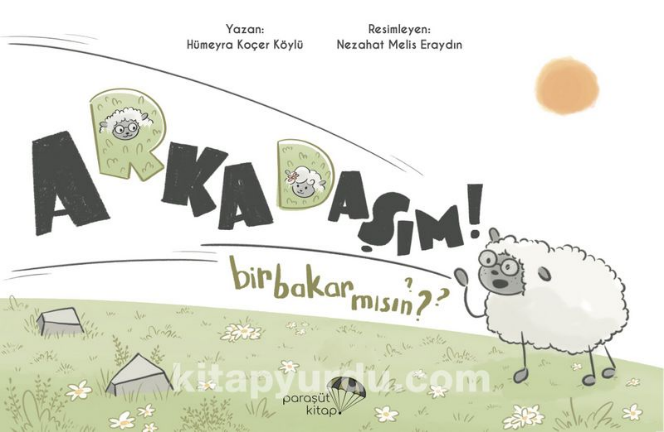 Yazan:
Hümeyra Koçer Köylü
Resimleyen:
Nezahat Melis Eraydın
ARKADAŞIM!
bir bakar mısın???
kitapyurdu.com
paraşüt
kitap